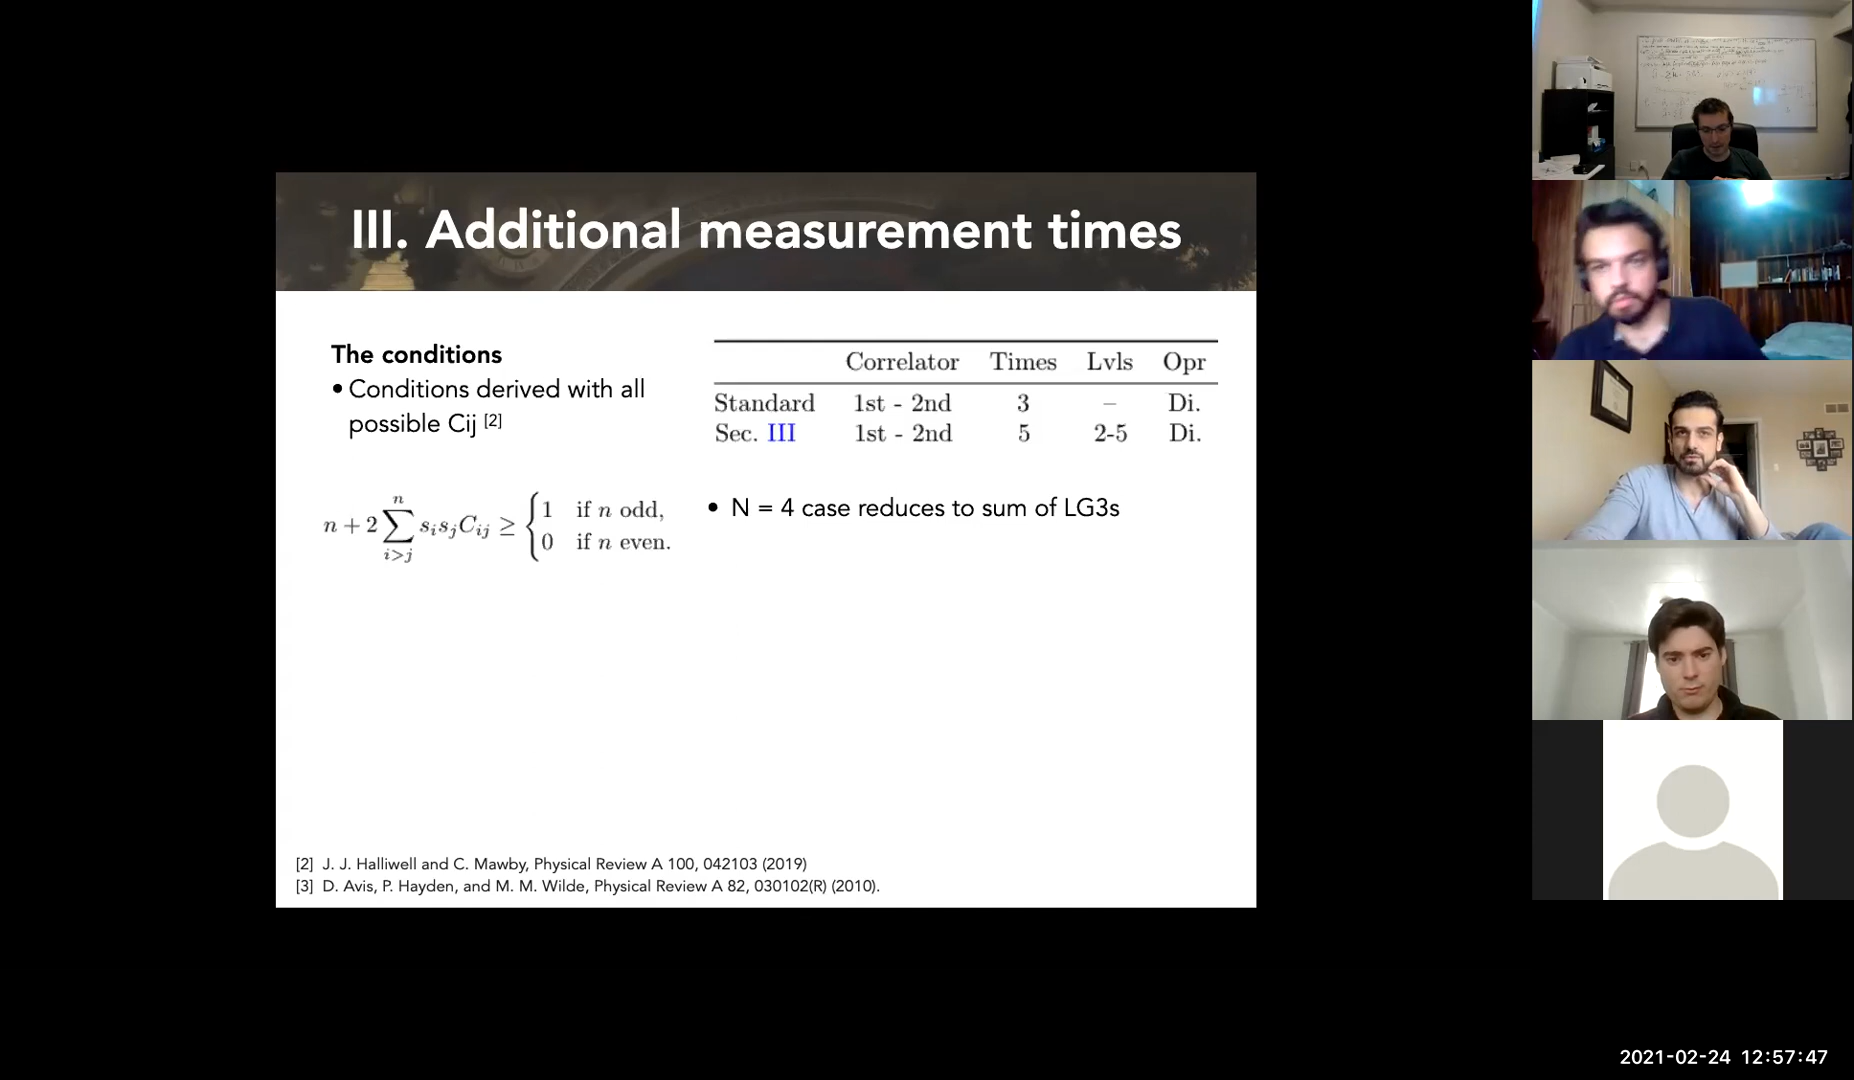 III. Additional measurement times
The conditions
• Conditions derived with all
possible Cij [2]
n + 2 \sum_{i>j}^{n} s_i s_j C_{ij} ≥ { 1 if n odd,
0 if n even.
Correlator Times Lvls Opr
Standard 1st - 2nd 3 – Di.
Sec. III 1st - 2nd 5 2-5 Di.
• N = 4 case reduces to sum of LG3s
[2] J. J. Halliwell and C. Mawby, Physical Review A 100, 042103 (2019)
[3] D. Avis, P. Hayden, and M. M. Wilde, Physical Review A 82, 030102(R) (2010).
2021-02-24 12:57:47